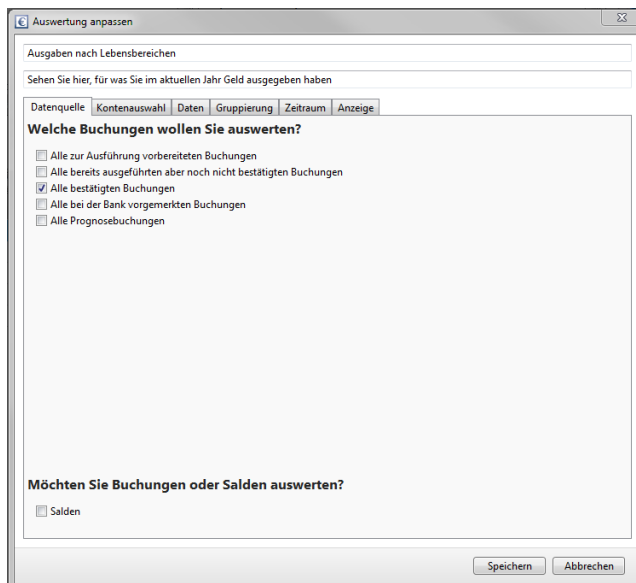 Auswertung anpassen
Ausgaben nach Lebensbereichen
Sehen Sie hier, für was Sie im aktuellen Jahr Geld ausgegeben haben
Datenquelle Kontenauswahl Daten Gruppierung Zeitraum Anzeige
Welche Buchungen wollen Sie auswerten?
Alle zur Ausführung vorbereiteten Buchungen
Alle bereits ausgeführten aber noch nicht bestätigten Buchungen
Alle bestätigten Buchungen
Alle bei der Bank vorgemerkten Buchungen
Alle Prognosebuchungen
Möchten Sie Buchungen oder Salden auswerten?
Salden
Speichern Abbrechen